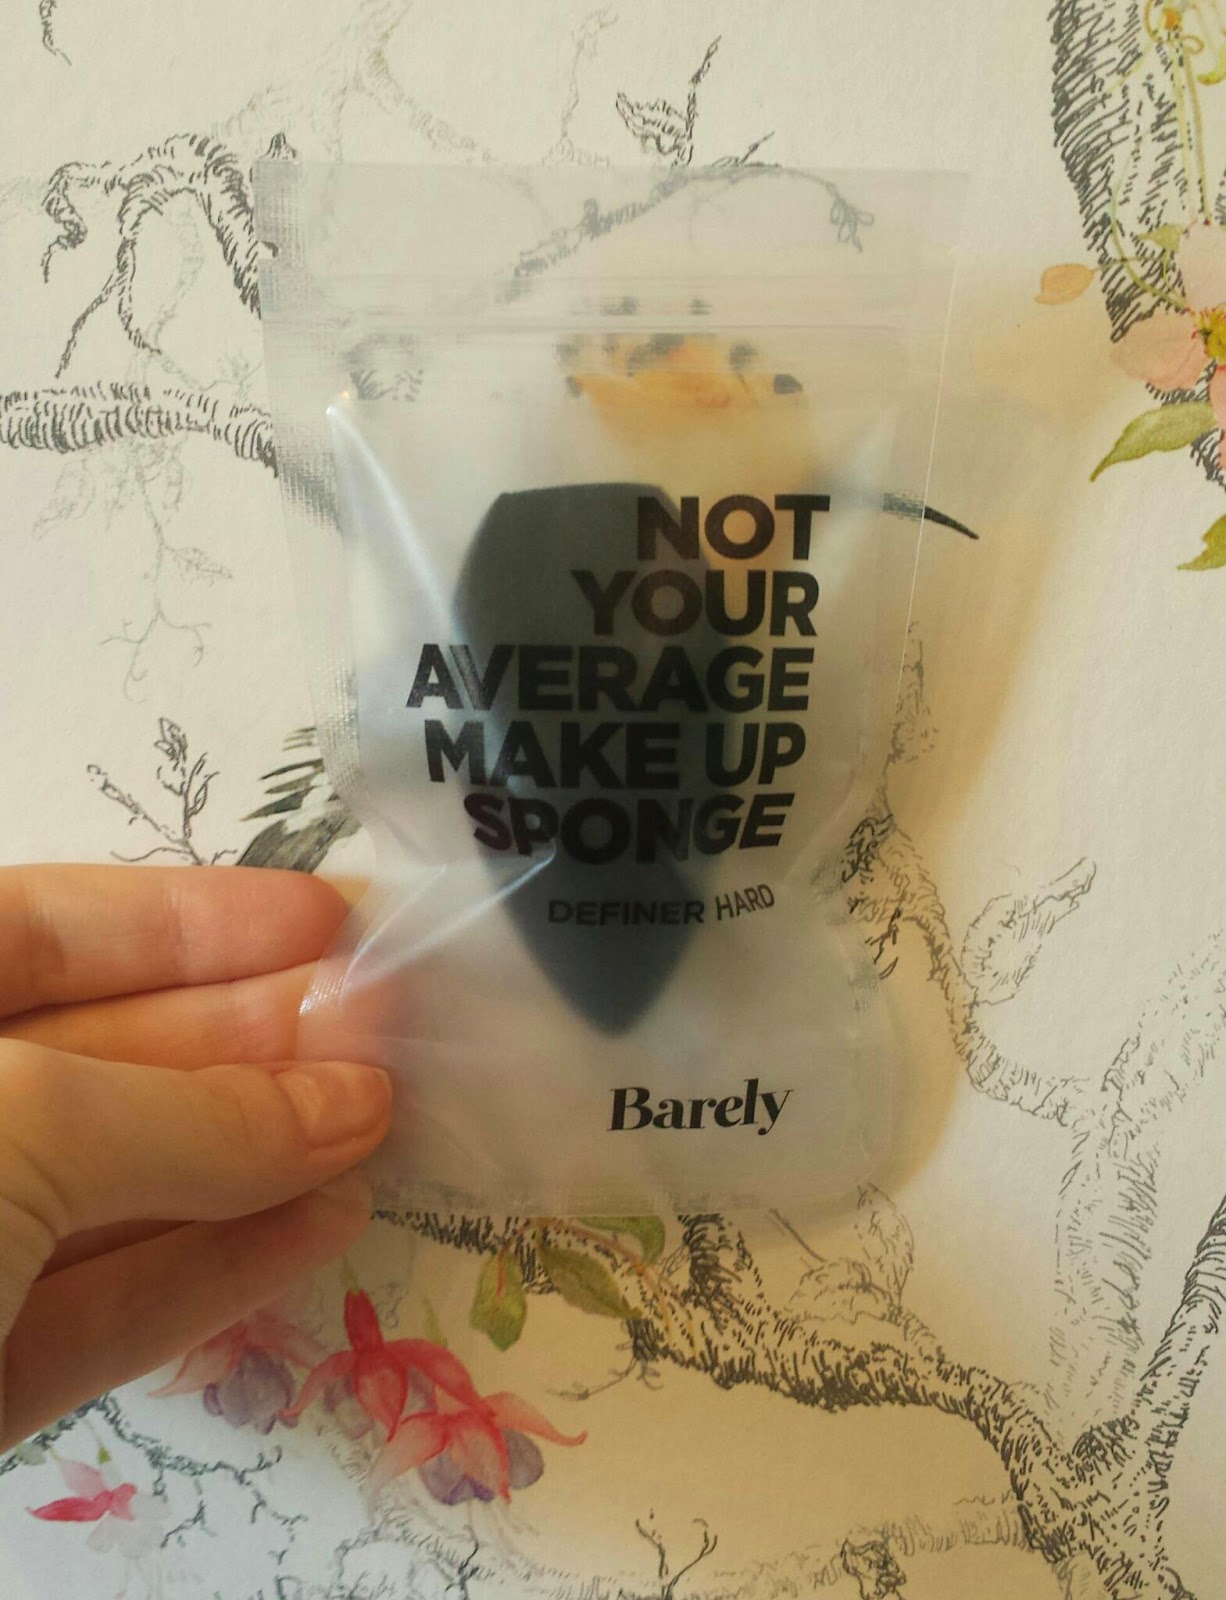 NOT
YOUR
AVERAGE
MAKE UP
SPONGE
DEFINER HARD
Barely